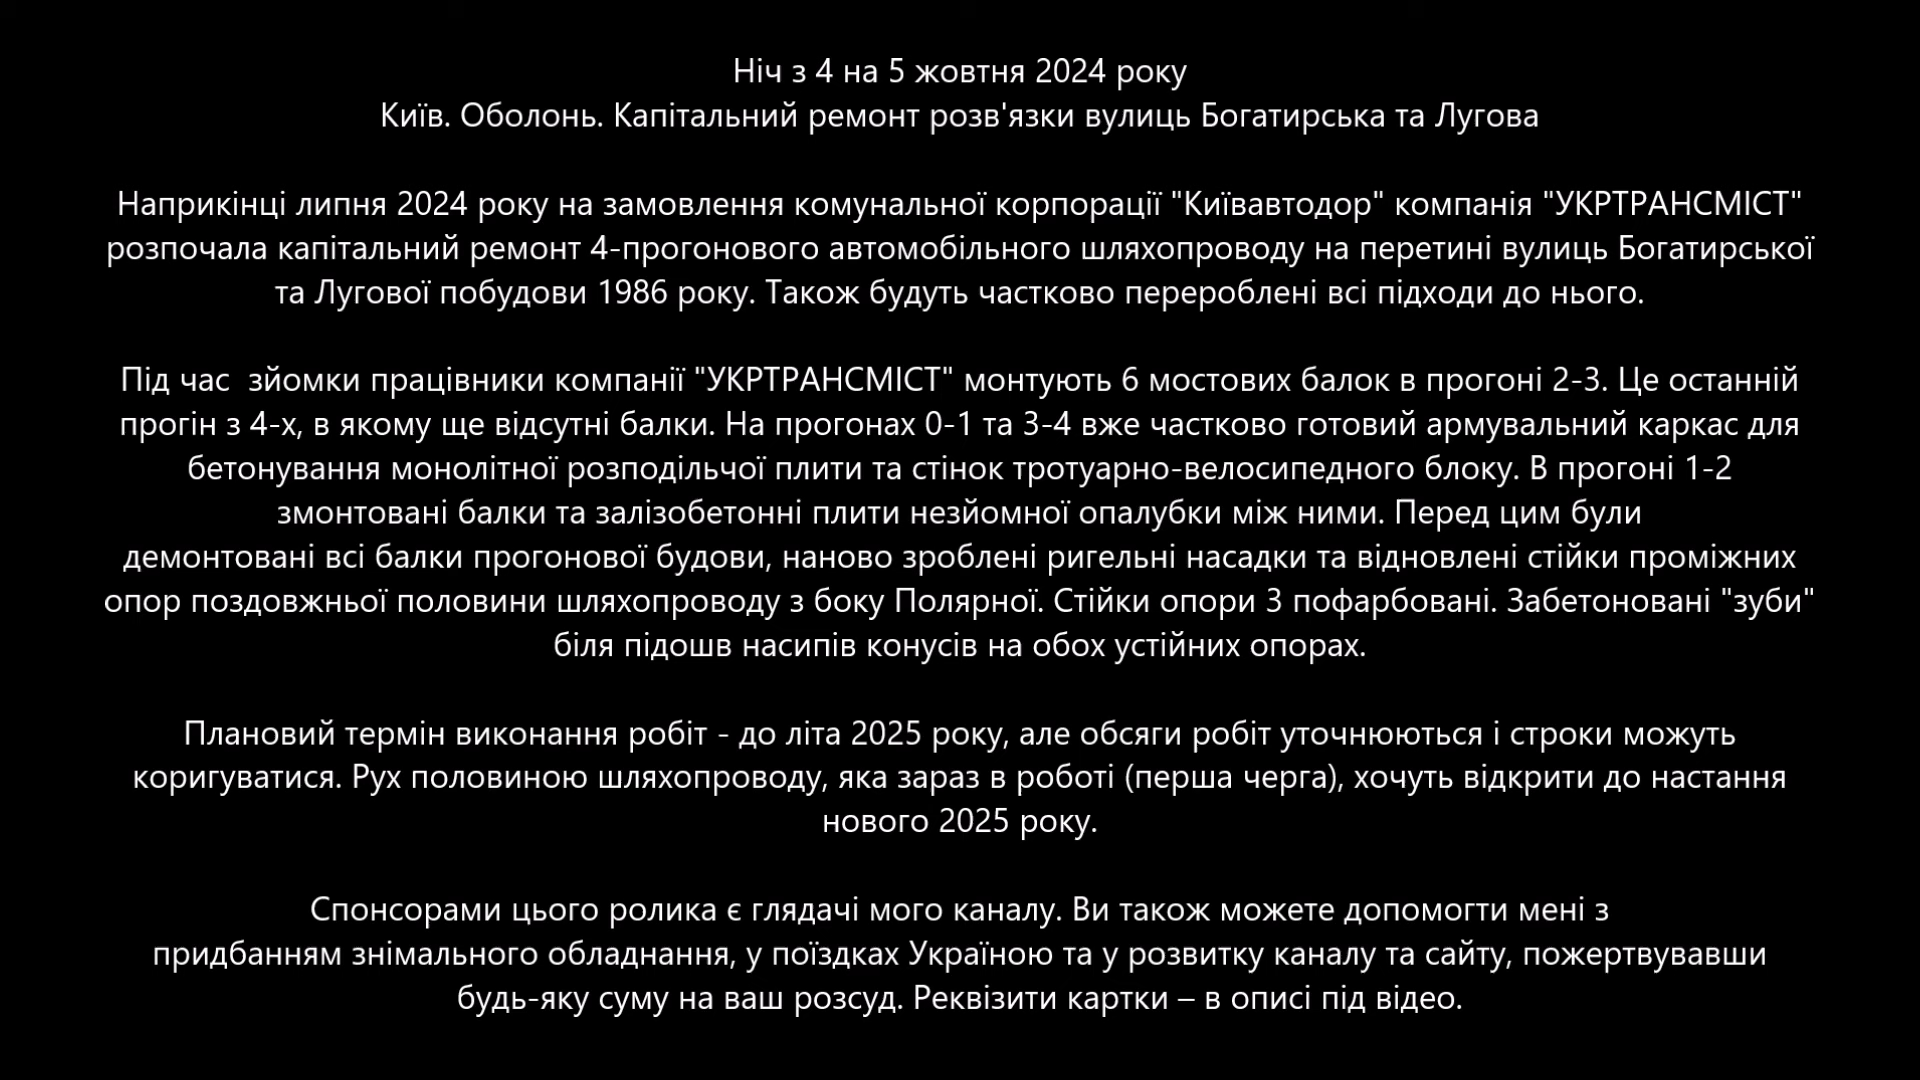 Ніч з 4 на 5 жовтня 2024 року
Київ. Оболонь. Капітальний ремонт розв'язки вулиць Богатирська та Лугова
Наприкінці липня 2024 року на замовлення комунальної корпорації "Київавтодор" компанія "УКРТРАНСМІСТ"
розпочала капітальний ремонт 4-прогонового автомобільного шляхопроводу на перетині вулиць Богатирської
та Лугової побудови 1986 року. Також будуть частково перероблені всі підходи до нього.
Під час  зйомки працівники компанії "УКРТРАНСМІСТ" монтують 6 мостових балок в прогоні 2-3. Це останній
прогін з 4-х, в якому ще відсутні балки. На прогонах 0-1 та 3-4 вже частково готовий армувальний каркас для
бетонування монолітної розподільчої плити та стінок тротуарно-велосипедного блоку. В прогоні 1-2
змонтовані балки та залізобетонні плити незйомної опалубки між ними. Перед цим були
демонтовані всі балки прогонової будови, наново зроблені ригельні насадки та відновлені стійки проміжних
опор поздовжньої половини шляхопроводу з боку Полярної. Стійки опори 3 пофарбовані. Забетоновані "зуби"
біля підошв насипів конусів на обох устійних опорах.
Плановий термін виконання робіт - до літа 2025 року, але обсяги робіт уточнюються і строки можуть
коригуватися. Рух половиною шляхопроводу, яка зараз в роботі (перша черга), хочуть відкрити до настання
нового 2025 року.
Спонсорами цього ролика є глядачі мого каналу. Ви також можете допомогти мені з
придбанням знімального обладнання, у поїздках Україною та у розвитку каналу та сайту, пожертвувавши
будь-яку суму на ваш розсуд. Реквізити картки – в описі під відео.